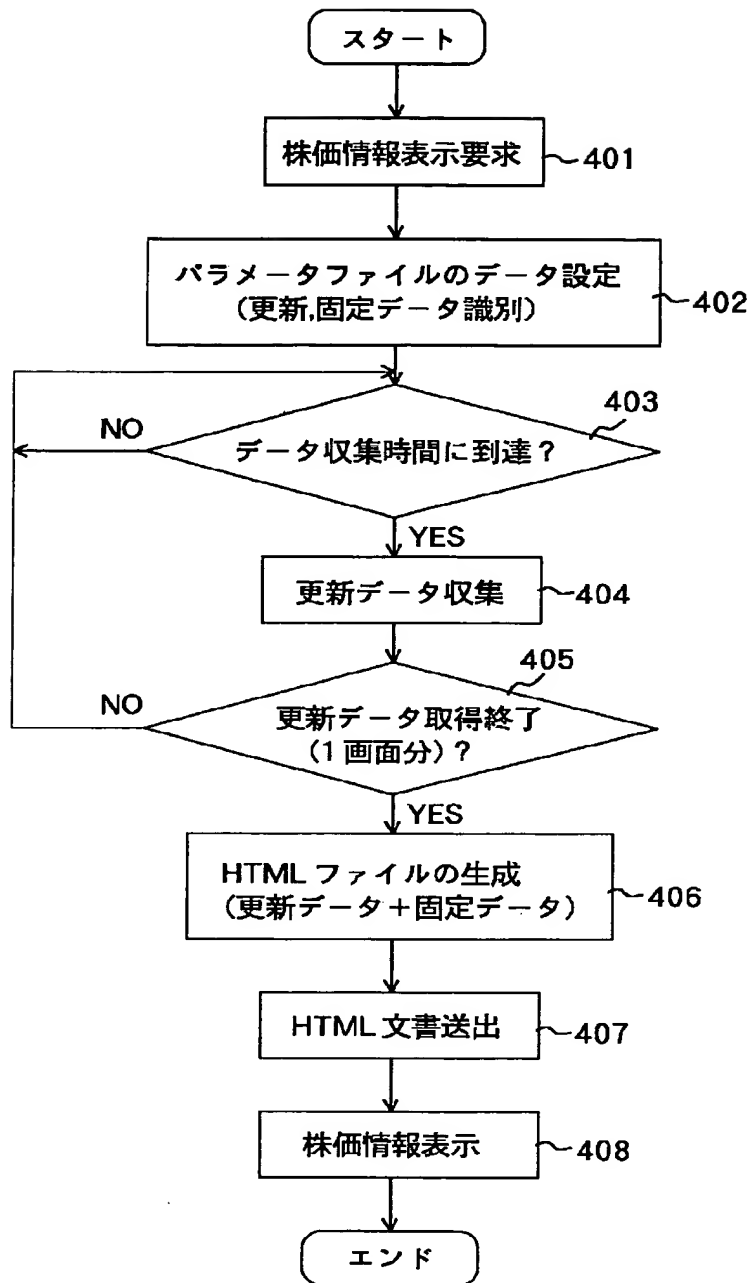 スタート
株価情報表示要求
401
パラメータファイルのデータ設定
(更新,固定データ識別)
402
403
NO
データ収集時間に到達?
YES
更新データ収集
404
405
NO
更新データ取得終了
(1画面分)?
YES
HTMLファイルの生成
(更新データ+固定データ)
406
HTML文書送出
407
株価情報表示
408
エンド